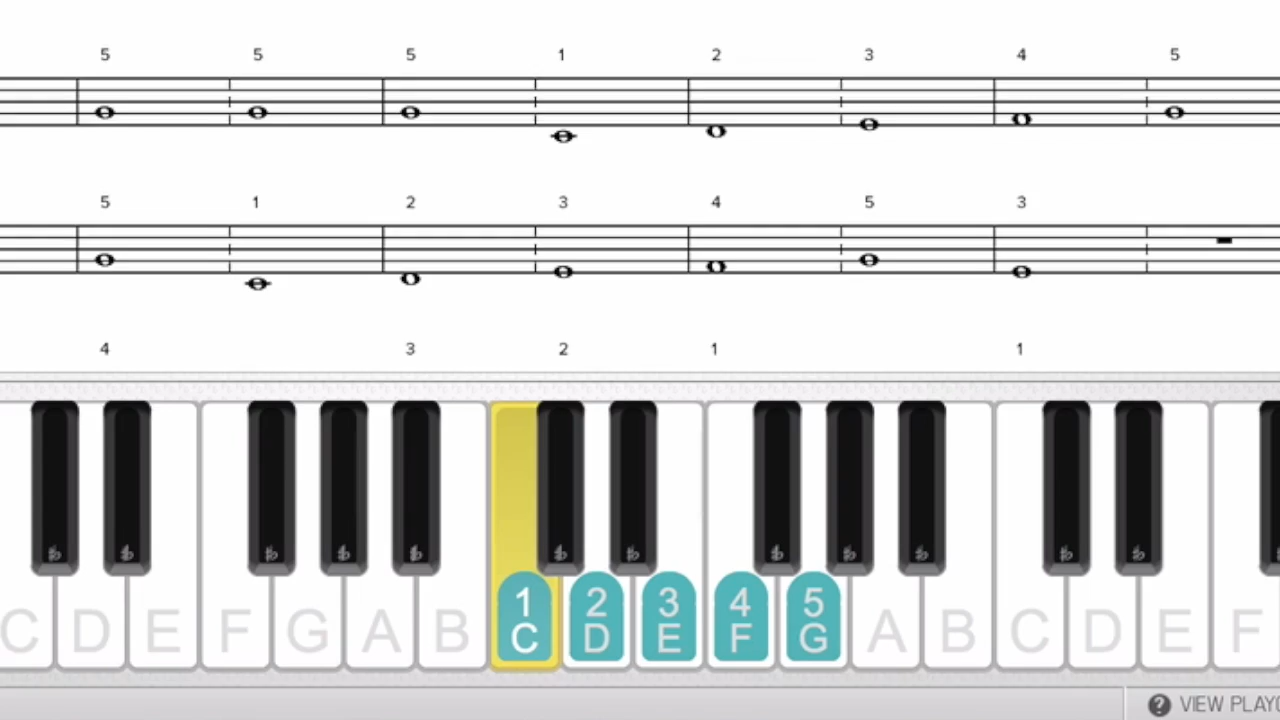 5 5 5 1 2 3 4 5
5 1 2 3 4 5 3
4 3 2 1 1
1 2 3 4 5
C D E F G A B C D E F G A B C D E F
? VIEW PLAY